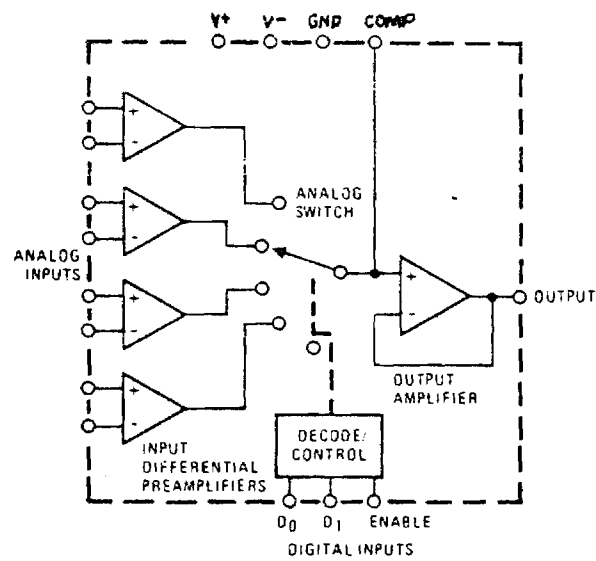 V+ V- GND COMP
+
-
ANALOG
SWITCH
+
-
ANALOG
INPUTS
+
-
+
-
OUTPUT
+
-
OUTPUT
AMPLIFIER
INPUT
DIFFERENTIAL
PREAMPLIFIERS
DECODE/
CONTROL
D0 D1 ENABLE
DIGITAL INPUTS